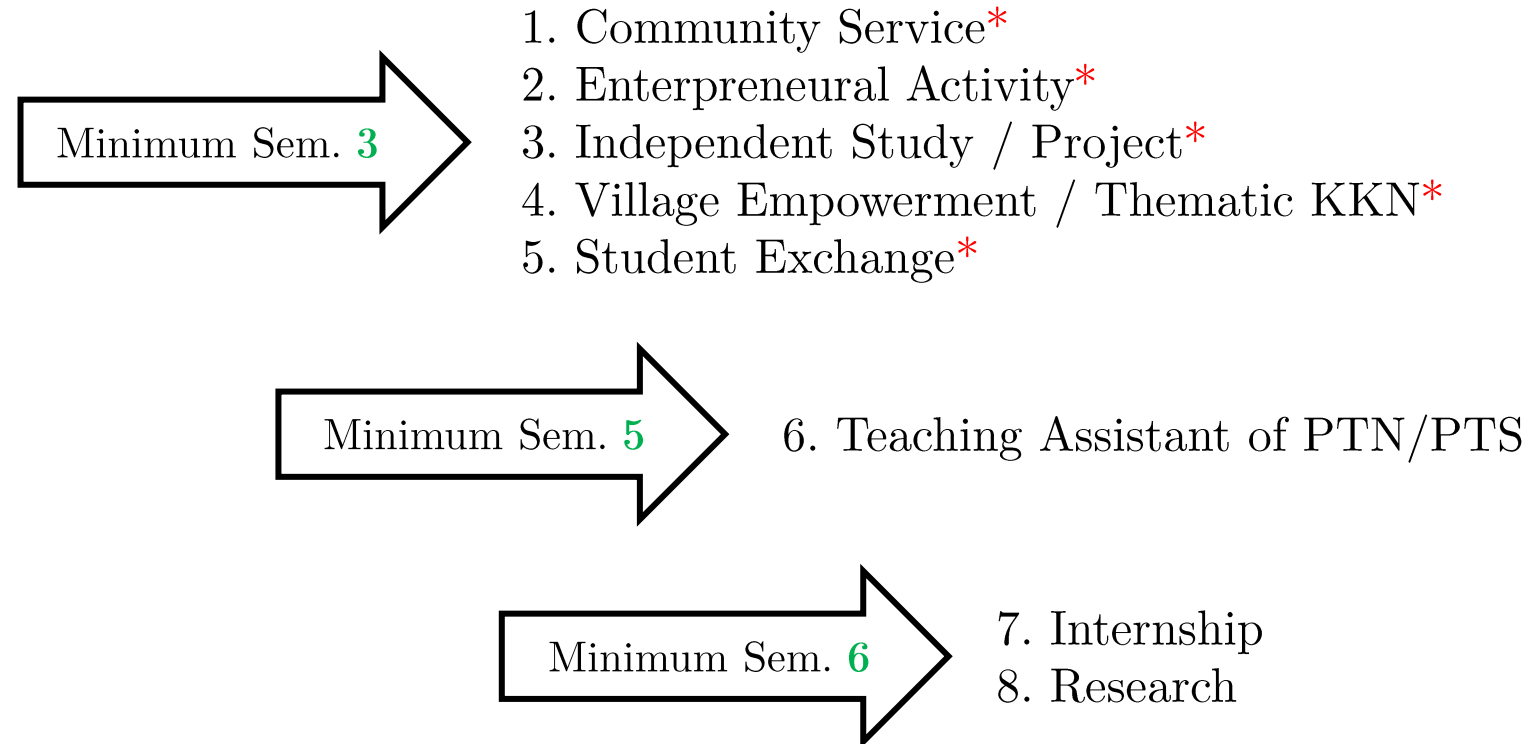 1. Community Service*
2. Enterpreneural Activity*
Minimum Sem. 3
3. Independent Study / Project*
4. Village Empowerment / Thematic KKN*
5. Student Exchange*
Minimum Sem. 5
6. Teaching Assistant of PTN/PTS
Minimum Sem. 6
7. Internship
8. Research